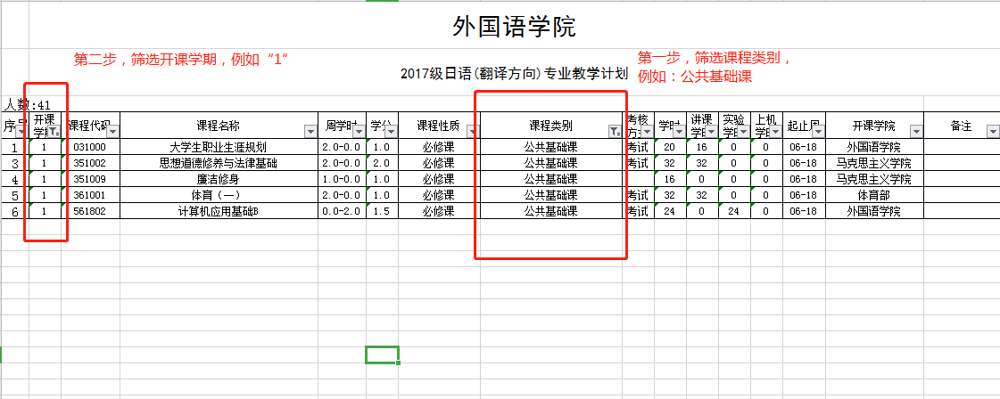 外国语学院
第二步，筛选开课学期，例如“1”
第一步，筛选课程类别，
例如：公共基础课
2017级日语(翻译方向)专业教学计划
人数:41
序号 开课学期 课程代码 课程名称 周学时 学分 课程性质 课程类别 考核方式 学时 讲课学时 实验学时 上机学时 起止周 开课学院 备注
1 1 031000 大学生职业生涯规划 2.0-0.0 1.0 必修课 公共基础课 考试 20 16 0 0 06-18 外国语学院
3 1 351002 思想道德修养与法律基础 2.0-0.0 2.0 必修课 公共基础课 考试 32 32 0 0 06-18 马克思主义学院
4 1 351009 廉洁修身 1.0-0.0 1.0 必修课 公共基础课 16 0 0 0 06-18 马克思主义学院
5 1 361001 体育（一） 2.0-0.0 1.0 必修课 公共基础课 考试 32 32 0 0 06-18 体育部
6 1 561802 计算机应用基础B 0.0-2.0 1.5 必修课 公共基础课 考试 24 0 24 0 06-18 外国语学院